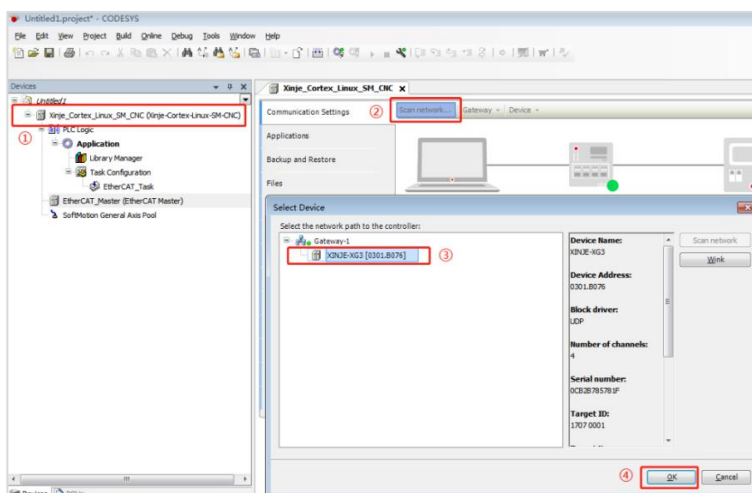 Untitled1.project* - CODESYS
File Edit View Project Build Online Debug Tools Window Help
Devices
Untitled1
Xinje_Cortex_Linux_SM_CNC (Xinje-Cortex-Linux-SM-CNC)
①
PLC Logic
Application
Library Manager
Task Configuration
EtherCAT_Task
EtherCAT_Master (EtherCAT Master)
SoftMotion General Axis Pool
Xinje_Cortex_Linux_SM_CNC
Communication Settings
②
Scan network... Gateway Device
Applications
Backup and Restore
Files
Select Device
Select the network path to the controller:
Gateway-1
XINJE-XG3 [0301.B076]
③
Device Name:
XINJE-XG3
Device Address:
0301.B076
Block driver:
UDP
Number of channels:
4
Serial number:
0CB2B785781F
Target ID:
1707 0001
Scan network
Wink
④
OK
Cancel